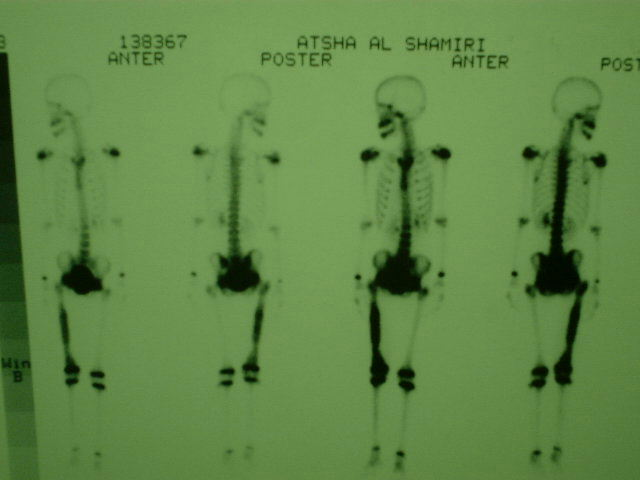 B
138367
ATSHA AL SHAMIRI
ANTER
POSTER
ANTER
POST
Win
B